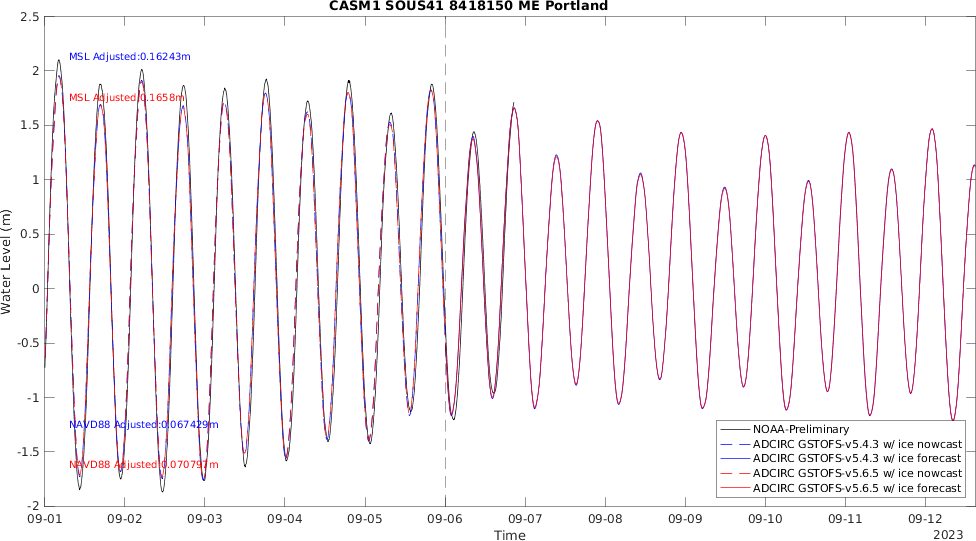 CASM1 SOUS41 8418150 ME Portland
2.5
2
1.5
1
0.5
0
-0.5
-1
-1.5
-2
Water Level (m)
MSL Adjusted:0.16243m
MSL Adjusted:0.1658m
NAVD88 Adjusted:0.067429m
NAVD88 Adjusted:0.070797m
NOAA-Preliminary
ADCIRC GSTOFS-v5.4.3 w/ ice nowcast
ADCIRC GSTOFS-v5.4.3 w/ ice forecast
ADCIRC GSTOFS-v5.6.5 w/ ice nowcast
ADCIRC GSTOFS-v5.6.5 w/ ice forecast
09-01 09-02 09-03 09-04 09-05 09-06 09-07 09-08 09-09 09-10 09-11 09-12
Time
2023